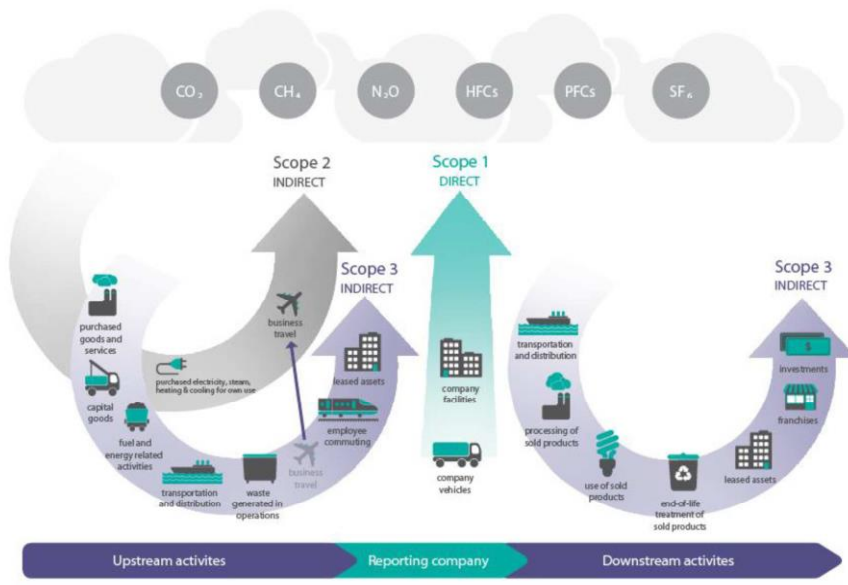 CO₂
CH₄
N₂O
HFCs
PFCs
SF₆
Scope 2
INDIRECT
Scope 1
DIRECT
Scope 3
INDIRECT
Scope 3
INDIRECT
purchased
goods and
services
capital
goods
fuel and
energy related
activities
transportation
and distribution
waste
generated in
operations
business
travel
purchased electricity, steam,
heating & cooling for own use
business
travel
employee
commuting
leased assets
company
facilities
company
vehicles
transportation
and distribution
processing of
sold products
use of sold
products
end-of-life
treatment of
sold products
leased assets
franchises
$
investments
Upstream activites
Reporting company
Downstream activites